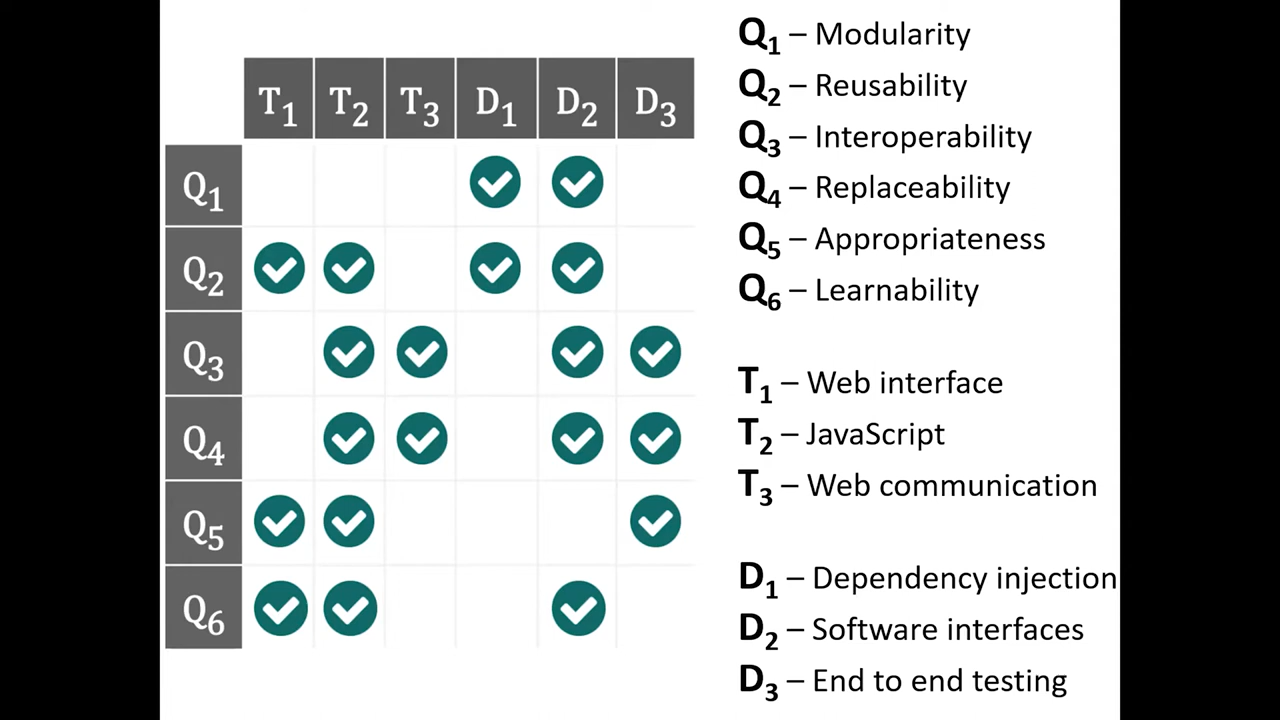 T1 T2 T3 D1 D2 D3
Q1
Q2
Q3
Q4
Q5
Q6
Q1 – Modularity
Q2 – Reusability
Q3 – Interoperability
Q4 – Replaceability
Q5 – Appropriateness
Q6 – Learnability
T1 – Web interface
T2 – JavaScript
T3 – Web communication
D1 – Dependency injection
D2 – Software interfaces
D3 – End to end testing